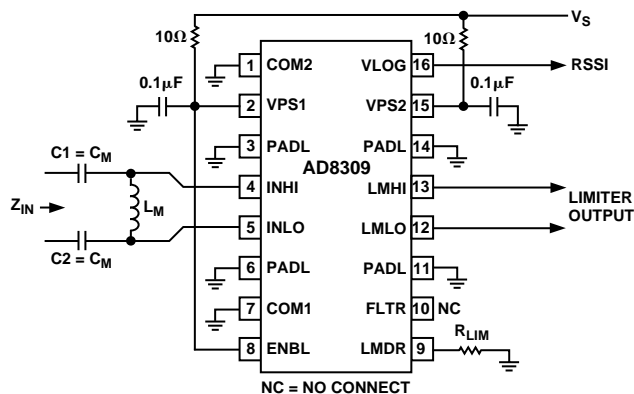 V_S
10Ω
10Ω
1 COM2 VLOG 16 RSSI
0.1µF
0.1µF
2 VPS1 VPS2 15
3 PADL PADL 14
AD8309
C1 = C_M
4 INHI LMHI 13
Z_IN
L_M
LIMITER
OUTPUT
5 INLO LMLO 12
C2 = C_M
6 PADL PADL 11
7 COM1 FLTR 10 NC
R_LIM
8 ENBL LMDR 9
NC = NO CONNECT